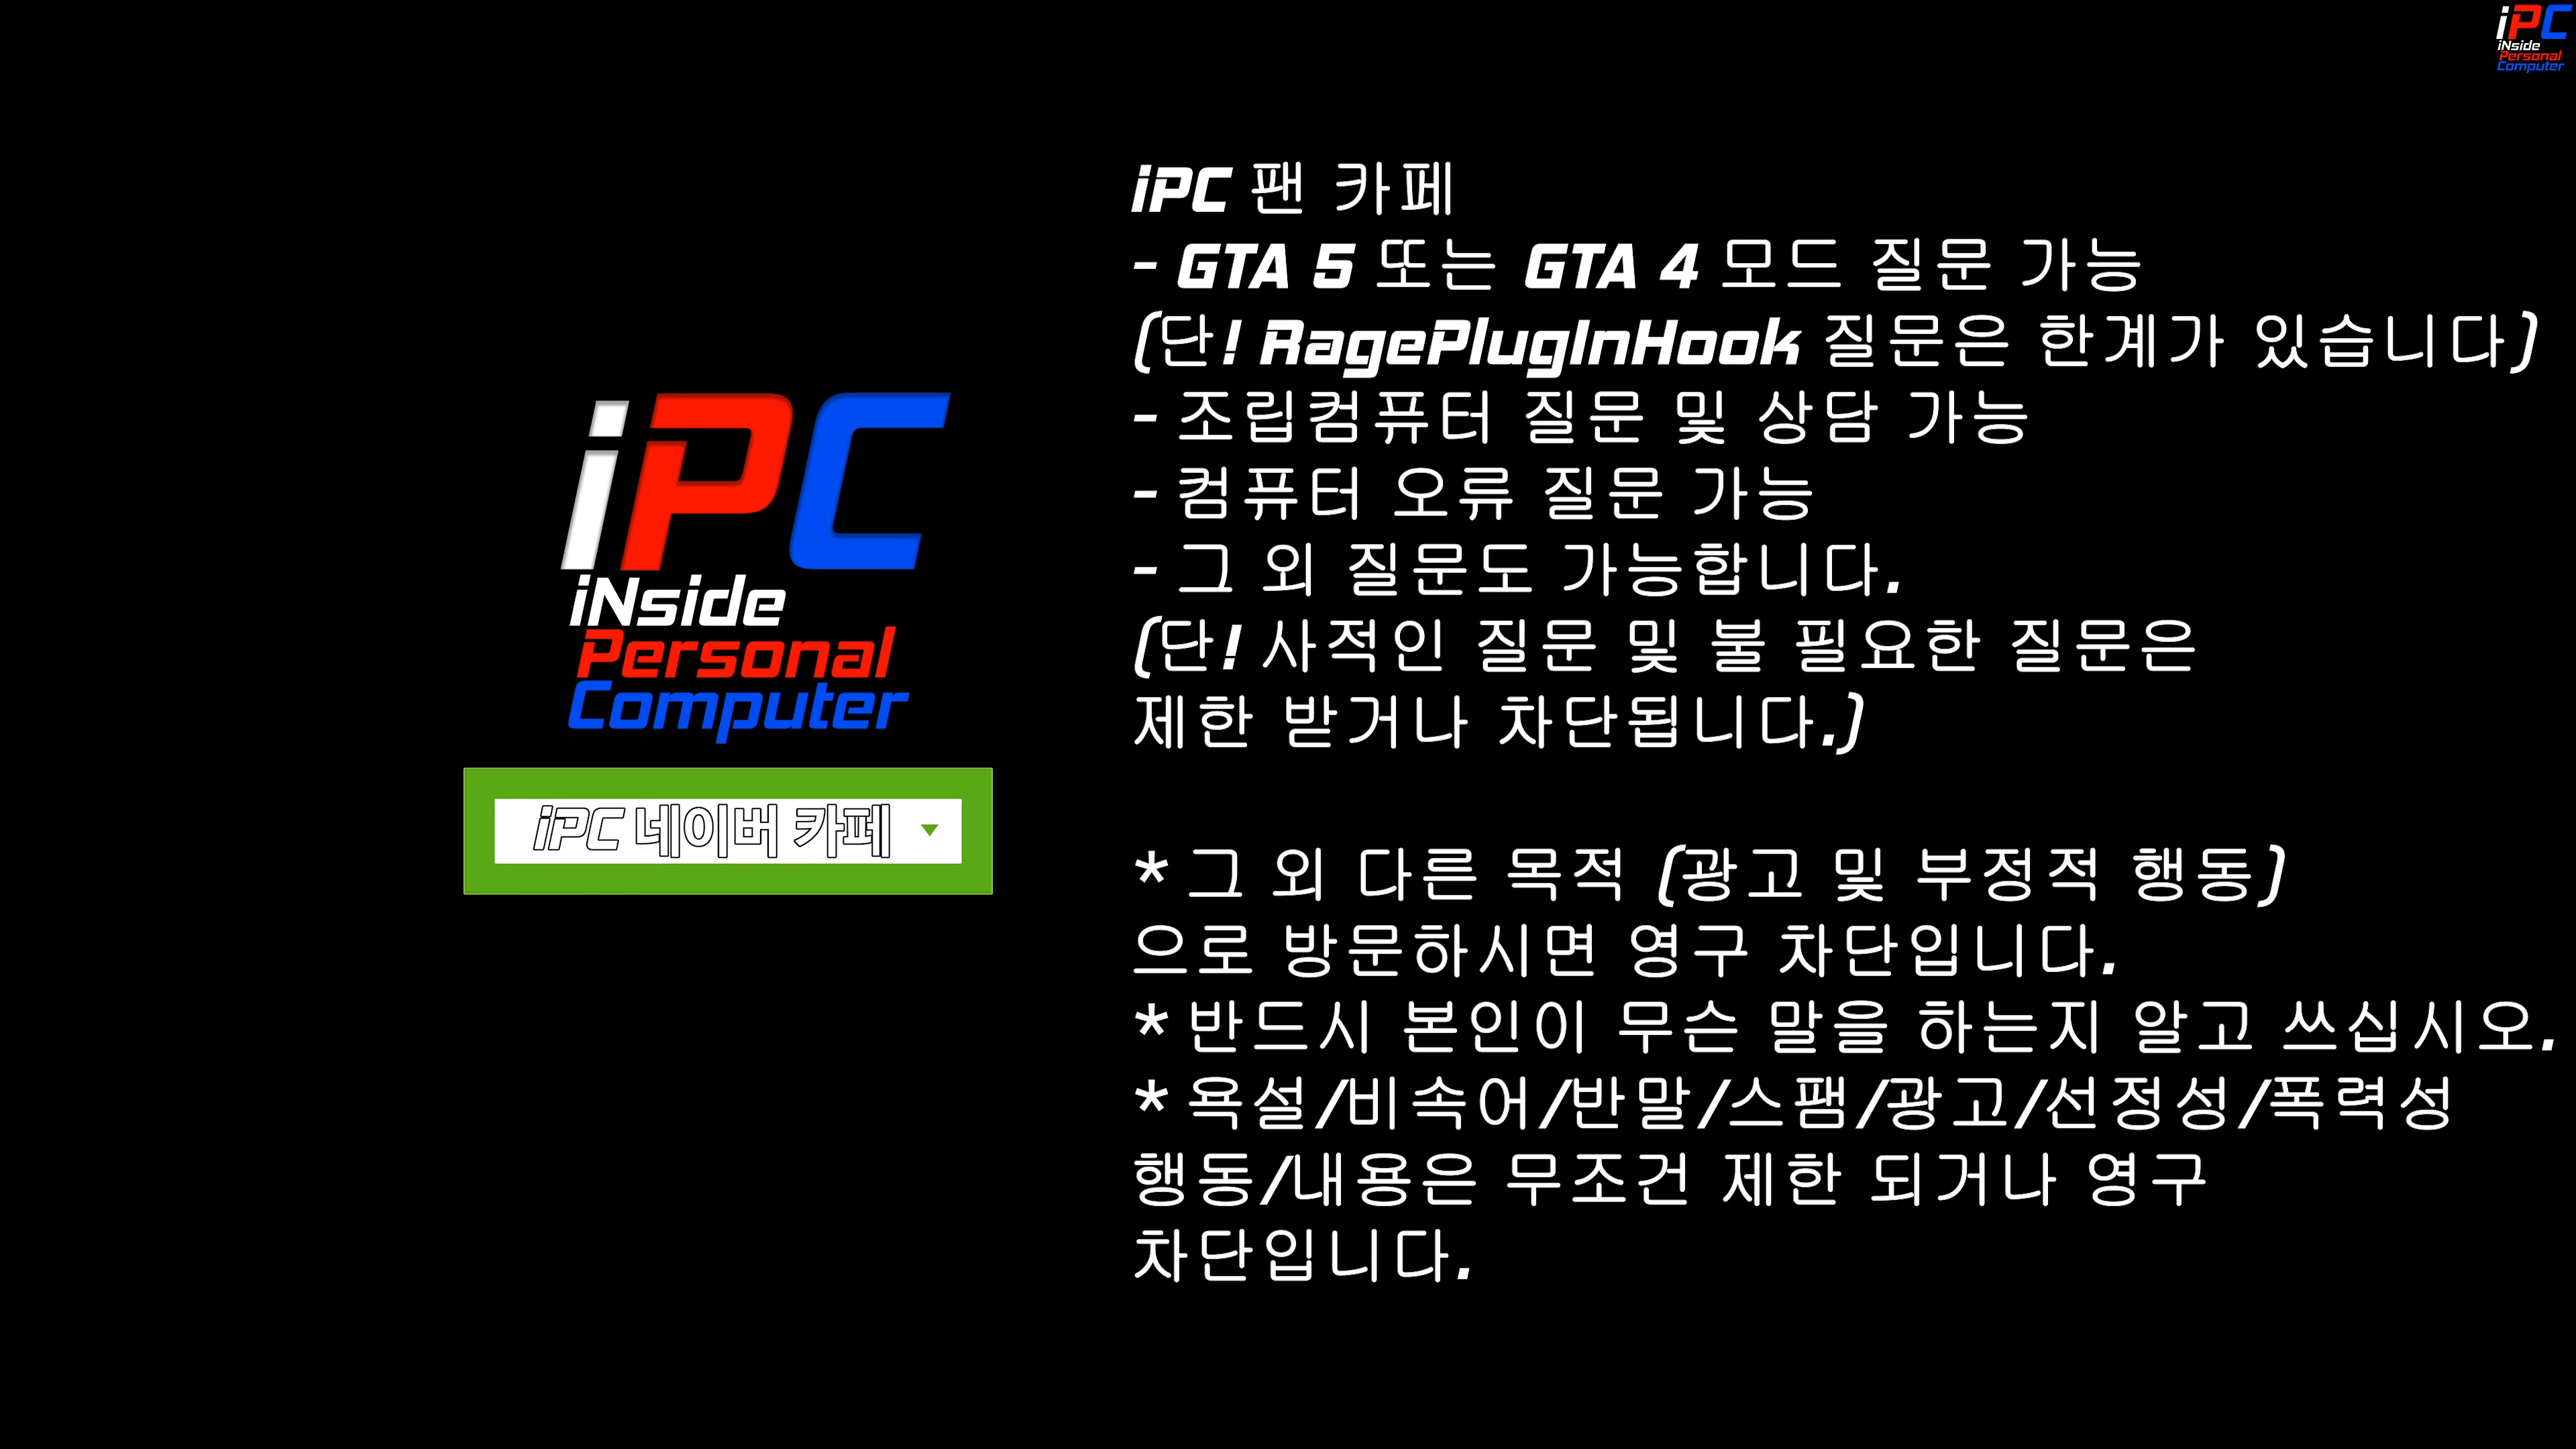 iPC
iNside
Personal
Computer
iPC
iNside
Personal
Computer
iPC 네이버 카페
iPC 팬 카페
- GTA 5 또는 GTA 4 모드 질문 가능
(단! RagePlugInHook 질문은 한계가 있습니다)
- 조립컴퓨터 질문 및 상담 가능
- 컴퓨터 오류 질문 가능
- 그 외 질문도 가능합니다.
(단! 사적인 질문 및 불 필요한 질문은
제한 받거나 차단됩니다.)
* 그 외 다른 목적 (광고 및 부정적 행동)
으로 방문하시면 영구 차단입니다.
* 반드시 본인이 무슨 말을 하는지 알고 쓰십시오.
* 욕설/비속어/반말/스팸/광고/선정성/폭력성
행동/내용은 무조건 제한 되거나 영구
차단입니다.